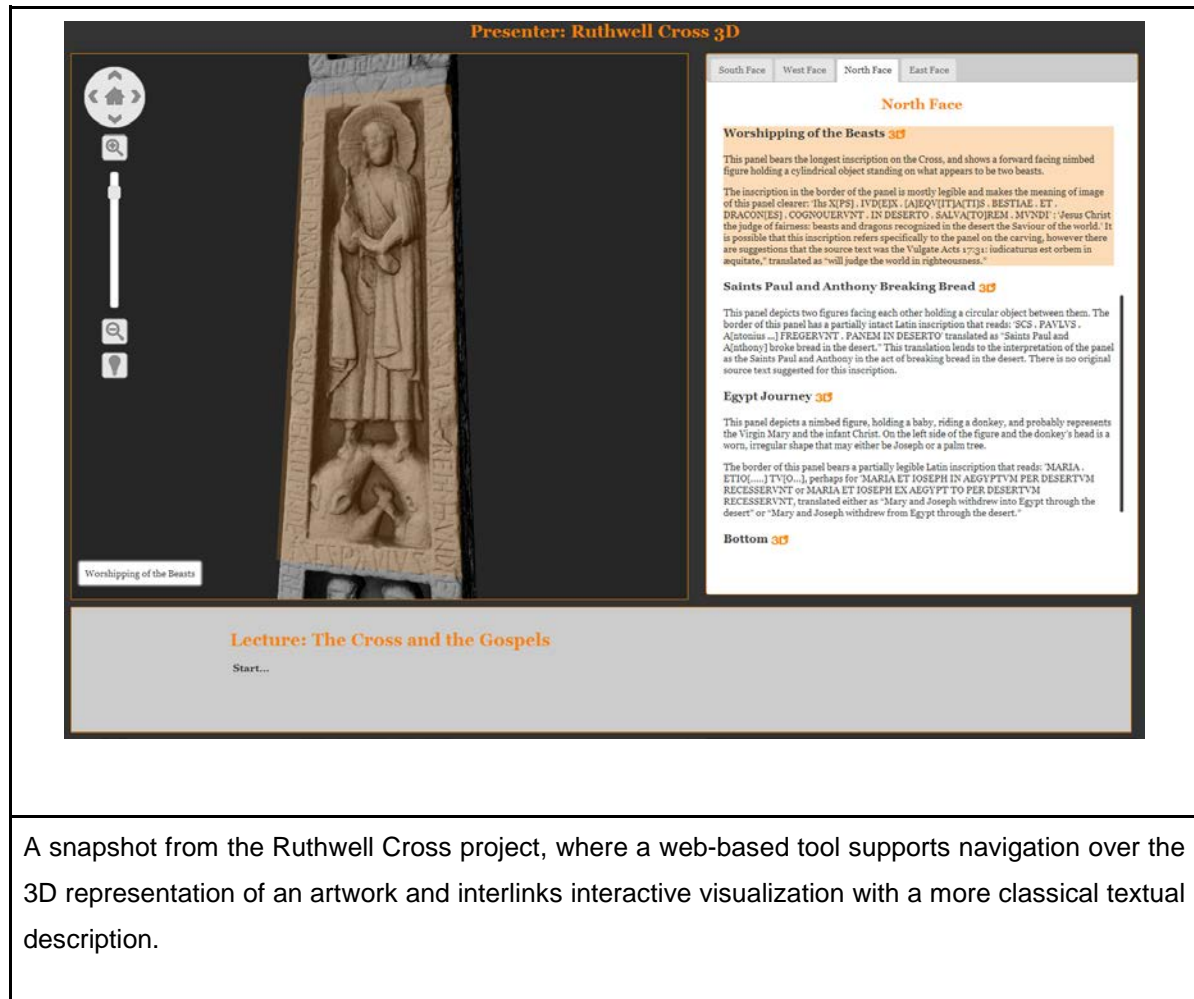 Presenter: Ruthwell Cross 3D
Worshipping of the Beasts
South Face West Face North Face East Face
North Face
Worshipping of the Beasts 3D
This panel bears the longest inscription on the Cross, and shows a forward facing nimbed
figure holding a cylindrical object standing on what appears to be two beasts.
The inscription in the border of the panel is mostly legible and makes the meaning of image
of this panel clearer: 'Ihs X[PS] . IVD[E]X . [A]EQV[IT]A[TI]S . BESTIAE . ET .
DRACON[ES] . COGNOUERVNT . IN DESERTO . SALVA[TO]REM . MVNDI' : 'Jesus Christ
the judge of fairness: beasts and dragons recognized in the desert the Saviour of the world.' It
is possible that this inscription refers specifically to the panel on the carving, however there
are suggestions that the source text was the Vulgate Acts 17:31: iudicaturus est orbem in
æquitate," translated as "will judge the world in righteousness."
Saints Paul and Anthony Breaking Bread 3D
This panel depicts two figures facing each other holding a circular object between them. The
border of this panel has a partially intact Latin inscription that reads: 'SCS . PAVLVS .
A[ntonius ...] FREGERVNT . PANEM IN DESERTO' translated as "Saints Paul and
A[nthony] broke bread in the desert." This translation lends to the interpretation of the panel
as the Saints Paul and Anthony in the act of breaking bread in the desert. There is no original
source text suggested for this inscription.
Egypt Journey 3D
This panel depicts a nimbed figure, holding a baby, riding a donkey, and probably represents
the Virgin Mary and the infant Christ. On the left side of the figure and the donkey's head is a
worn, irregular shape that may either be Joseph or a palm tree.
The border of this panel bears a partially legible Latin inscription that reads: 'MARIA .
ETIO[.....] TV[O...], perhaps for 'MARIA ET IOSEPH IN AEGYPTVM PER DESERTVM
RECESSERVNT or MARIA ET IOSEPH EX AEGYPT TO PER DESERTVM
RECESSERVNT, translated either as "Mary and Joseph withdrew into Egypt through the
desert" or "Mary and Joseph withdrew from Egypt through the desert."
Bottom 3D
Lecture: The Cross and the Gospels
Start...
A snapshot from the Ruthwell Cross project, where a web-based tool supports navigation over the
3D representation of an artwork and interlinks interactive visualization with a more classical textual
description.